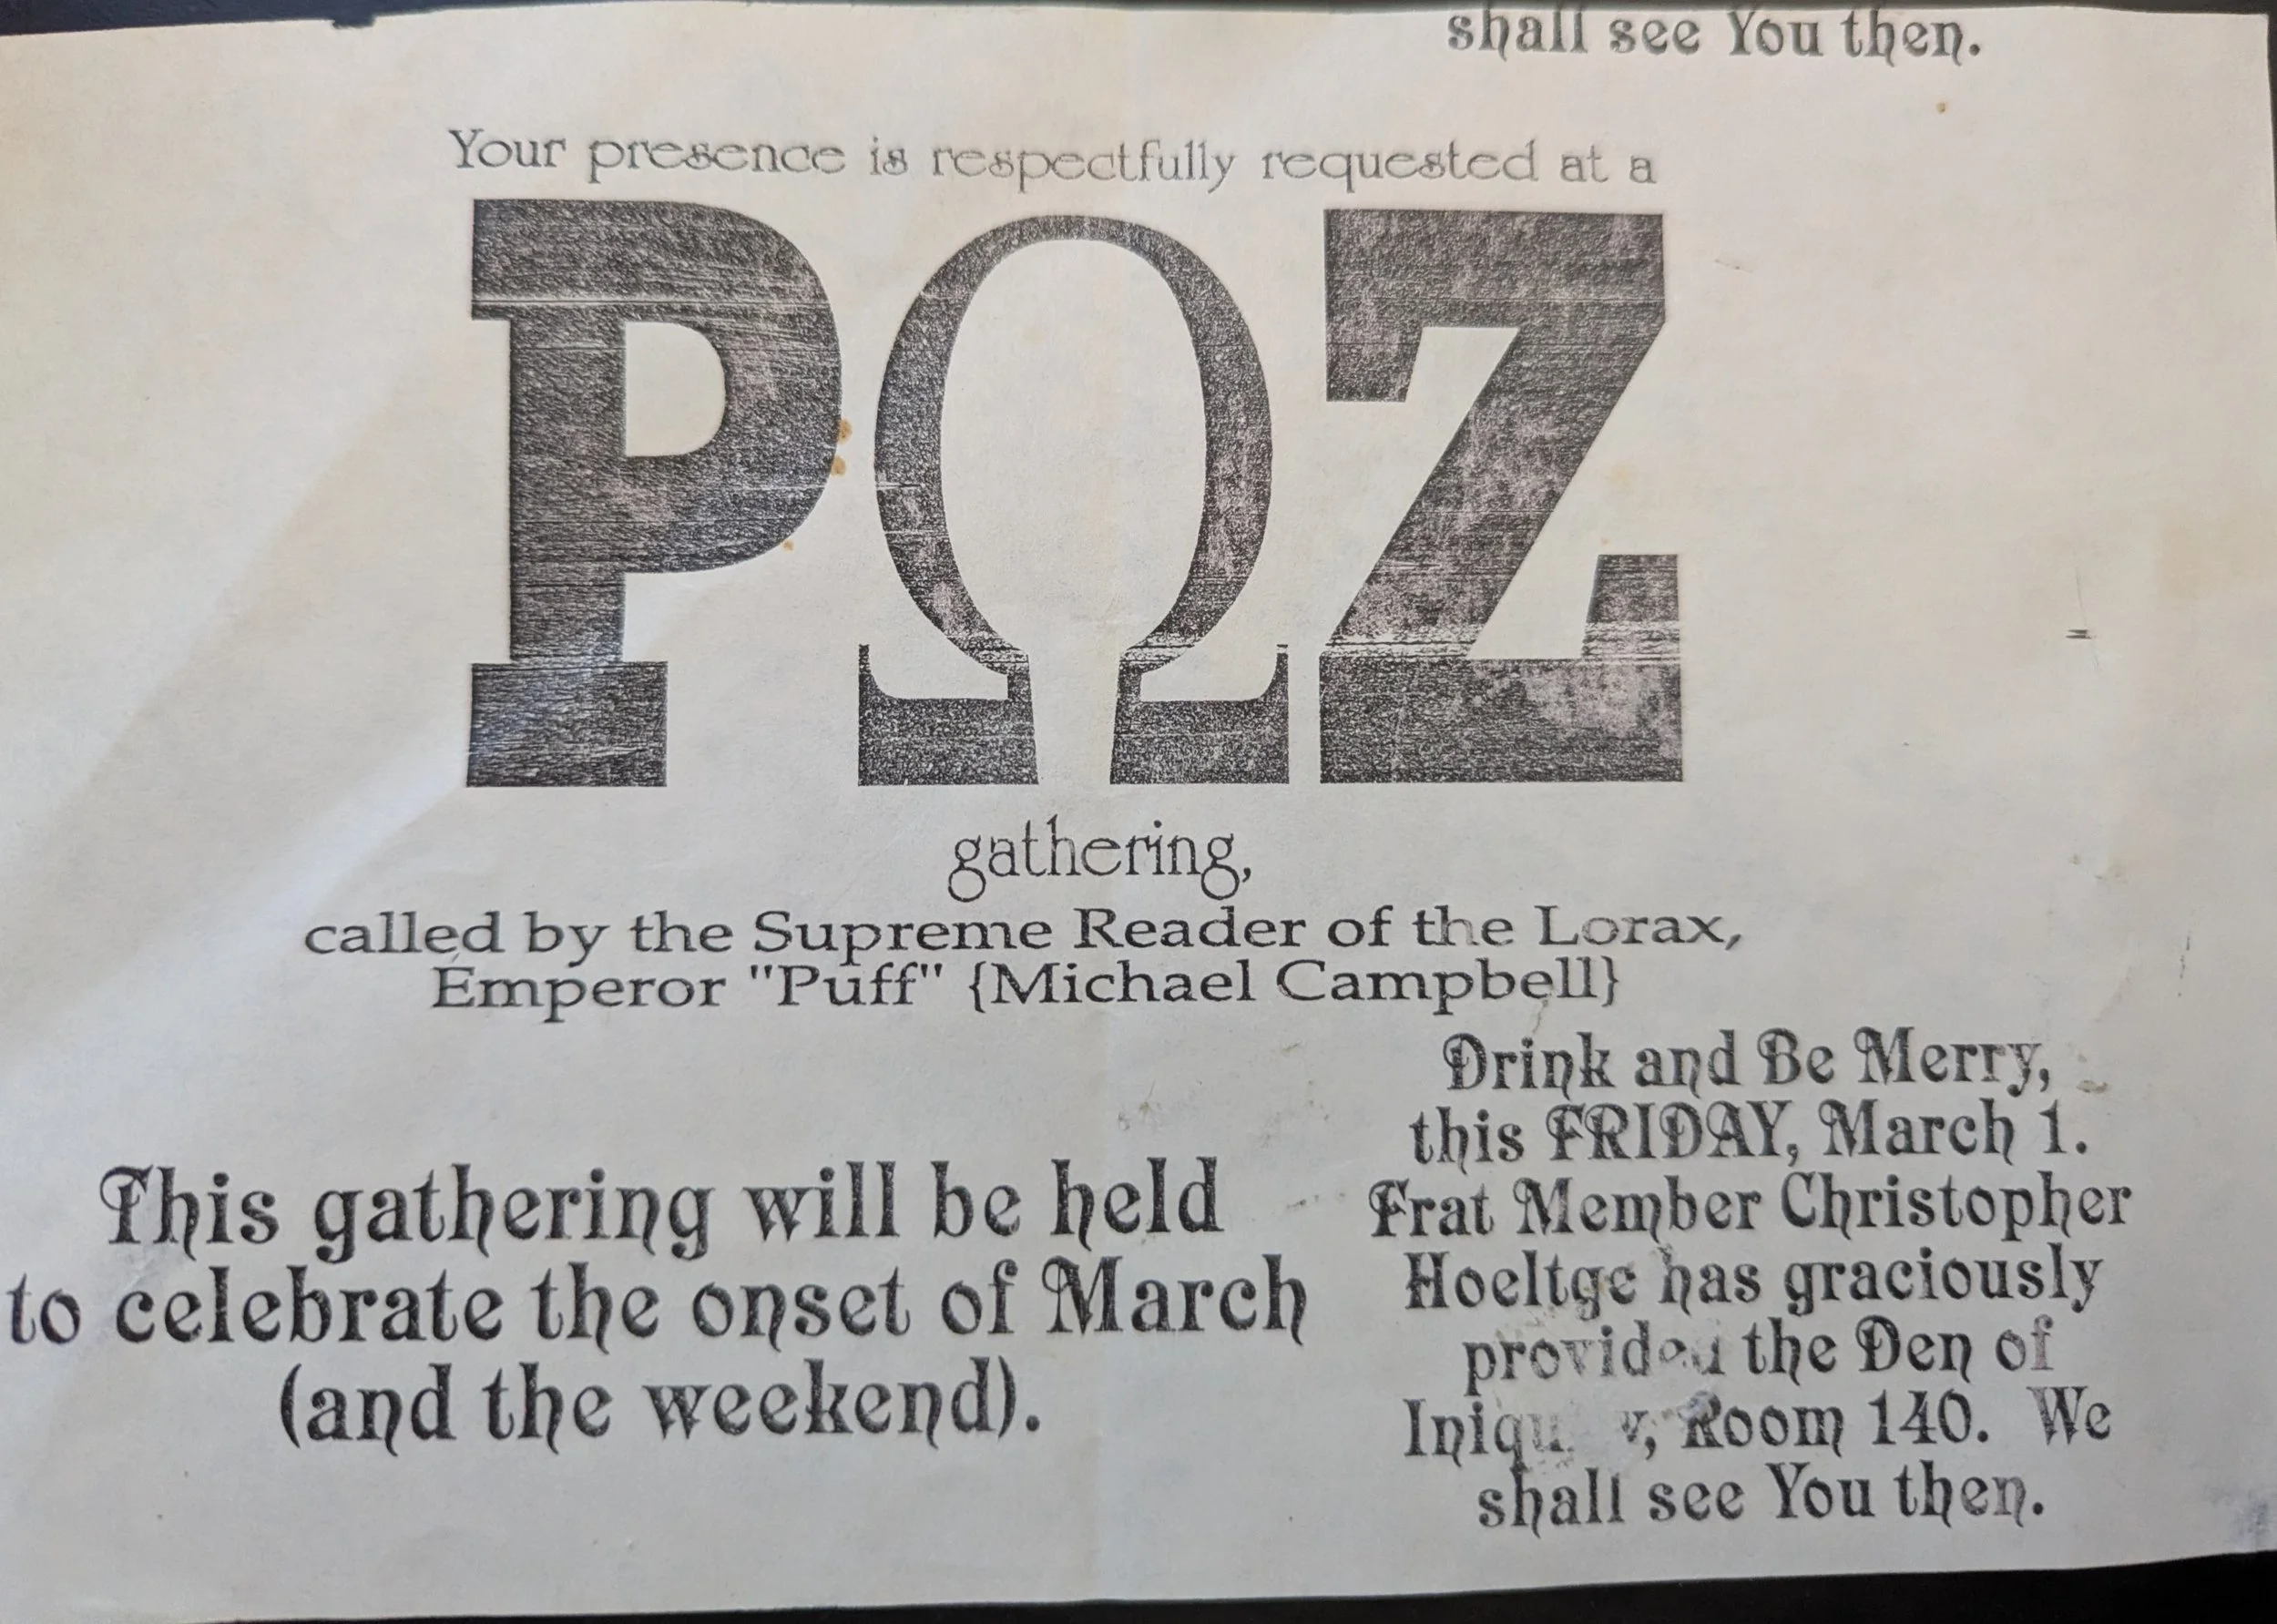 shall see You then.
Your presence is respectfully requested at a
PΩZ
gathering,
called by the Supreme Reader of the Lorax,
Emperor "Puff" {Michael Campbell}
This gathering will be held
to celebrate the onset of March
(and the weekend).
Drink and Be Merry,
this FRIDAY, March 1.
Frat Member Christopher
Hoeltge has graciously
provided the Den of
Room 140. We
shall see You then.